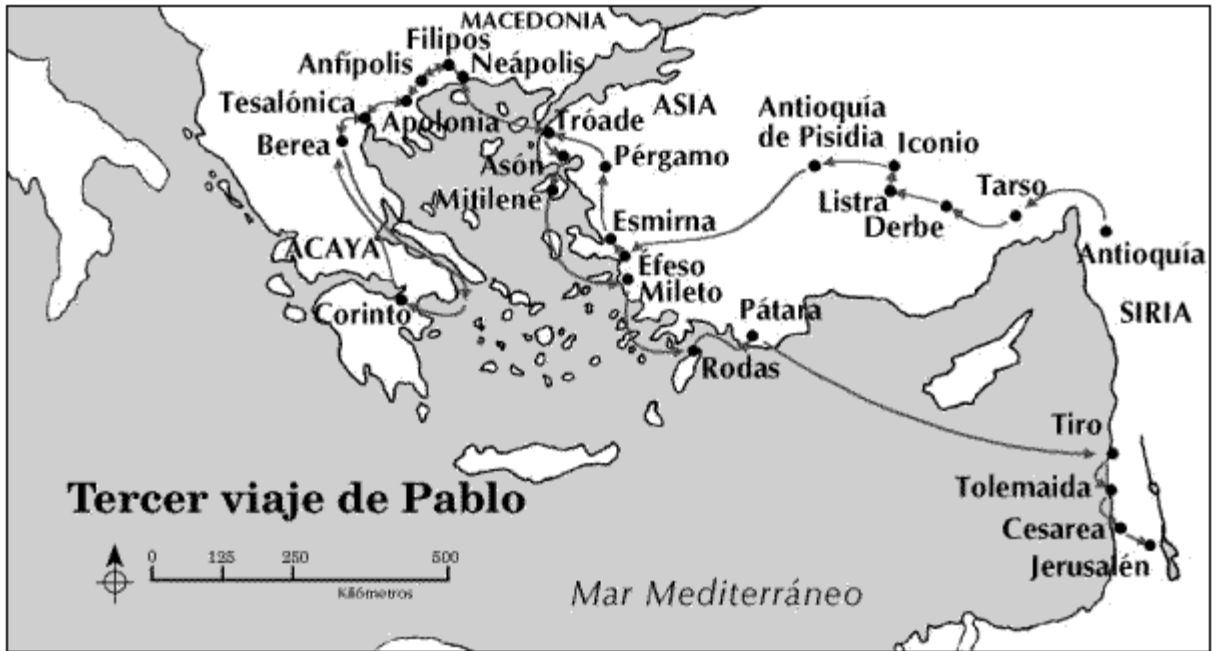 MACEDONIA
Filipos
Anfípolis
Neápolis
Tesalónica
Apolonia
Berea
Tróade
ASIA
Antioquía
de Pisidia
Iconio
Asón
Pérgamo
Mitilene
Listra
Tarso
Derbe
Esmirna
ACAYA
Éfeso
Antioquía
Mileto
Corinto
Pátara
SIRIA
Rodas
Tiro
Tercer viaje de Pablo
Tolemaida
Cesarea
0 125 250 500
Jerusalén
Kilómetros
Mar Mediterráneo